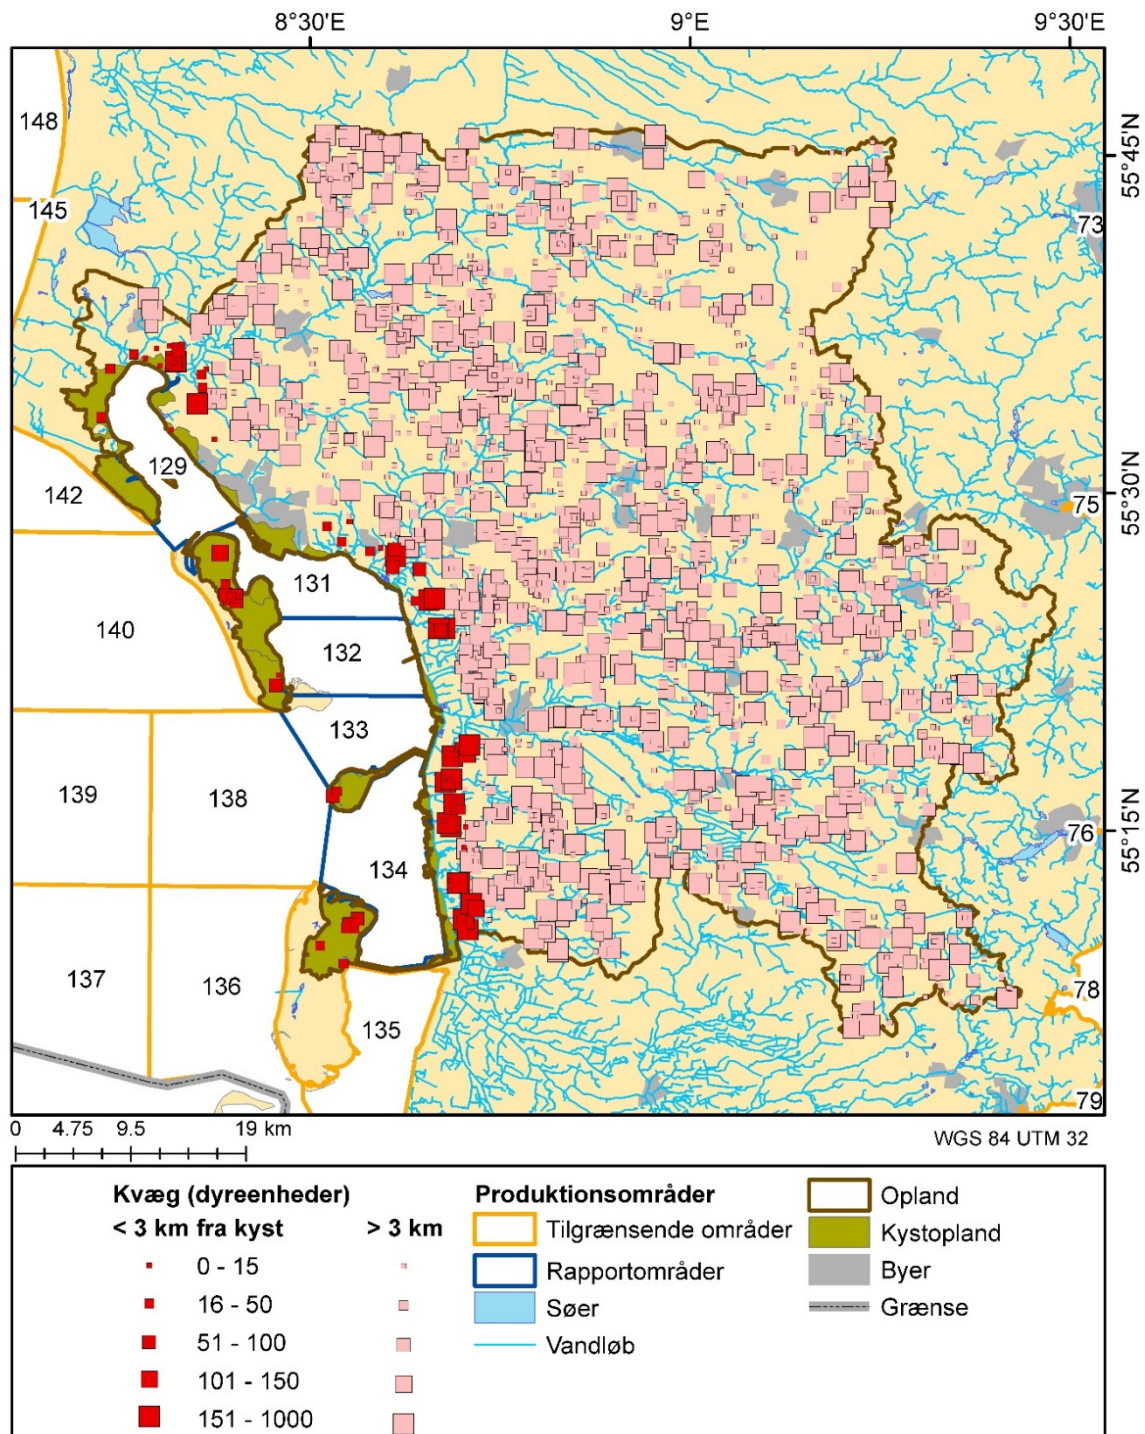 8°30'E
9°E
9°30'E
148
55°45'N
145
73
129
142
75
55°30'N
131
140
132
133
139
138
76
55°15'N
134
137
136
78
135
79
0 4.75 9.5 19 km
WGS 84 UTM 32
Kvæg (dyreenheder)
< 3 km fra kyst > 3 km
0 - 15
16 - 50
51 - 100
101 - 150
151 - 1000
Produktionsområder
Tilgrænsende områder
Rapportområder
Søer
Vandløb
Opland
Kystopland
Byer
Grænse